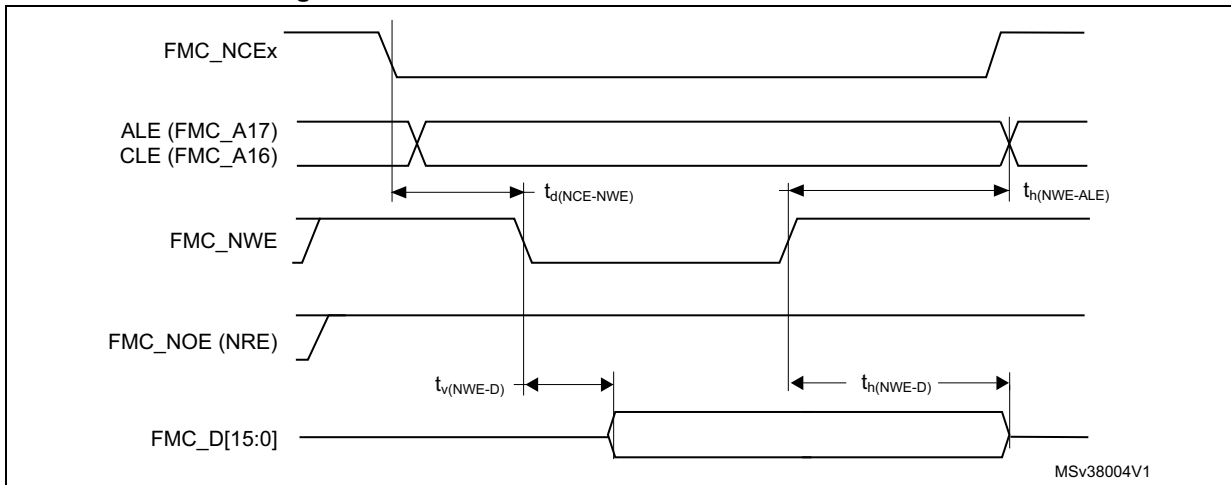 FMC_NCEx
ALE (FMC_A17)
CLE (FMC_A16)
td(NCE-NWE)
th(NWE-ALE)
FMC_NWE
FMC_NOE (NRE)
tv(NWE-D)
th(NWE-D)
FMC_D[15:0]
MSv38004V1